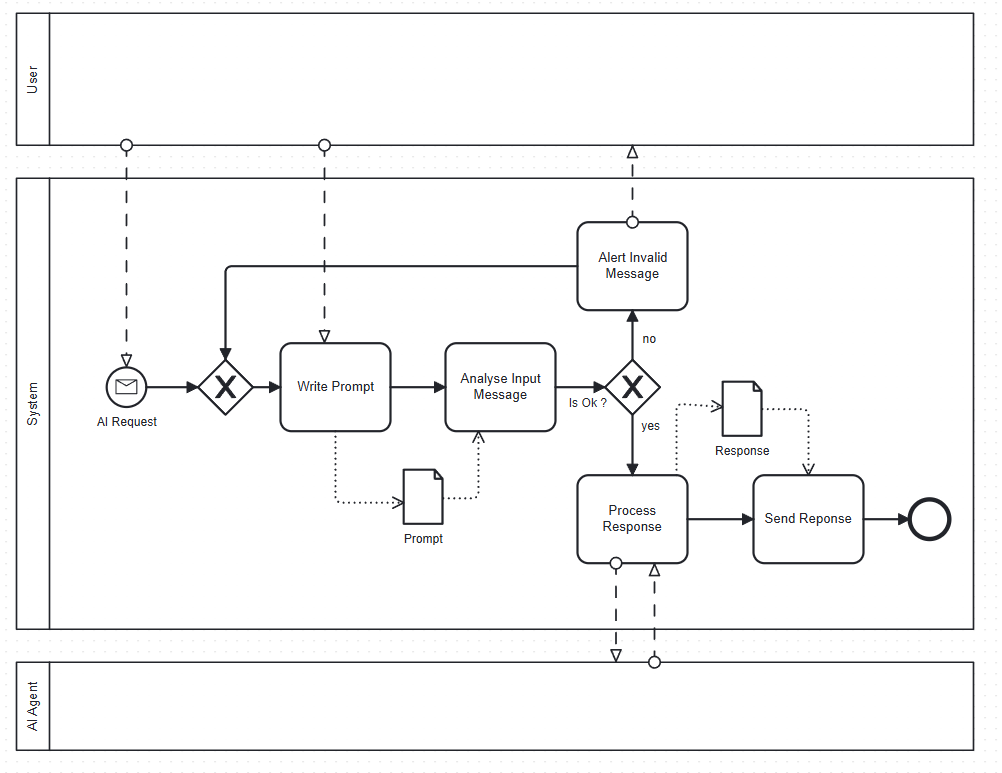 User
System
AI Request
Write Prompt
Prompt
Analyse Input
Message
Is Ok ?
Alert Invalid
Message
no
yes
Process
Response
Response
Send Reponse
AI Agent